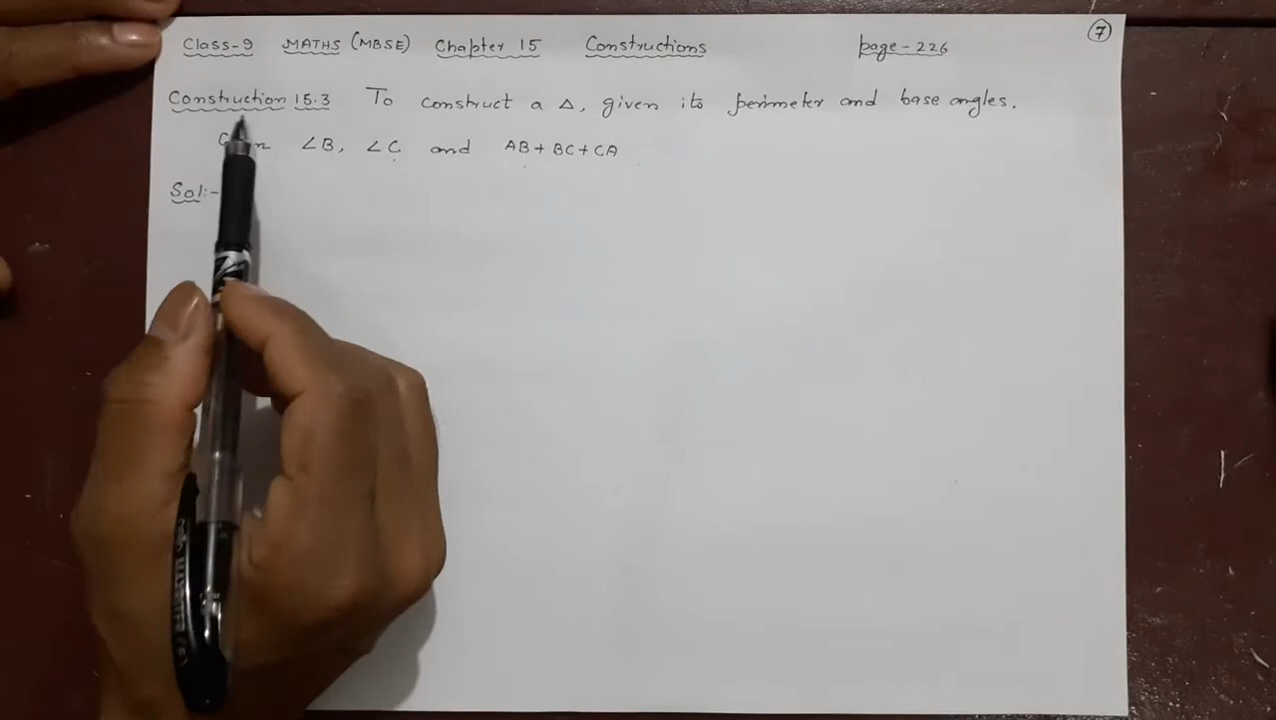 Class-9 MATHS (MBSE) Chapter 15 Constructions page-226 7
Construction 15.3 To construct a Δ, given its perimeter and base angles.
∠B, ∠C and AB + BC + CA
Sol:-